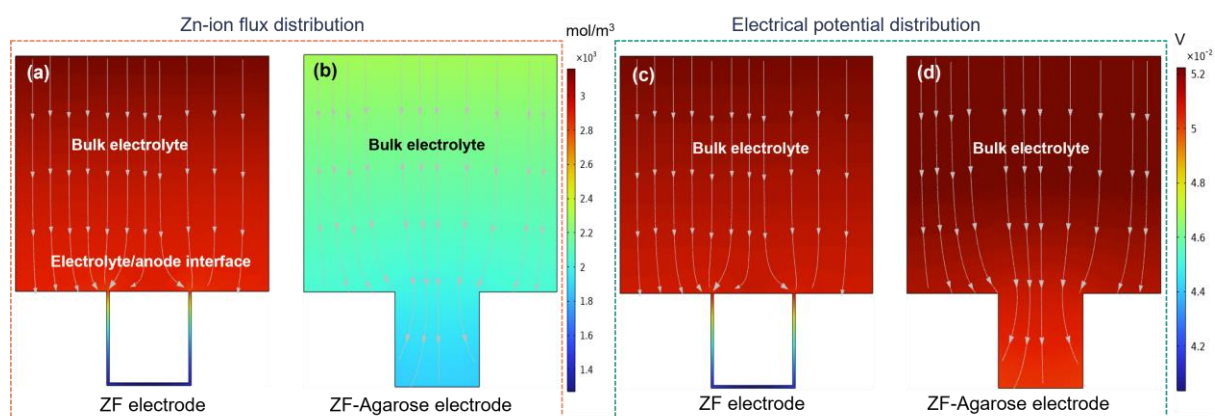 Zn-ion flux distribution
Electrical potential distribution
mol/m³
V
×10³
×10⁻²
(a)
(b)
(c)
(d)
Bulk electrolyte
Bulk electrolyte
Bulk electrolyte
Bulk electrolyte
Electrolyte/anode interface
3
2.8
2.6
2.4
2.2
2
1.8
1.6
1.4
5.2
5
4.8
4.6
4.4
4.2
ZF electrode
ZF-Agarose electrode
ZF electrode
ZF-Agarose electrode